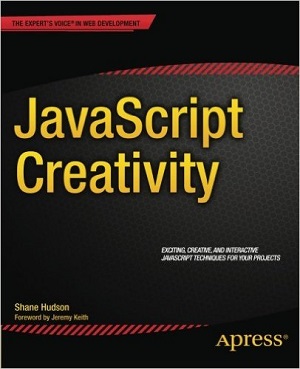 THE EXPERT'S VOICE® IN WEB DEVELOPMENT
JavaScript
Creativity
EXCITING, CREATIVE, AND INTERACTIVE
JAVASCRIPT TECHNIQUES FOR YOUR PROJECTS
Shane Hudson
Foreword by Jeremy Keith
Apress®